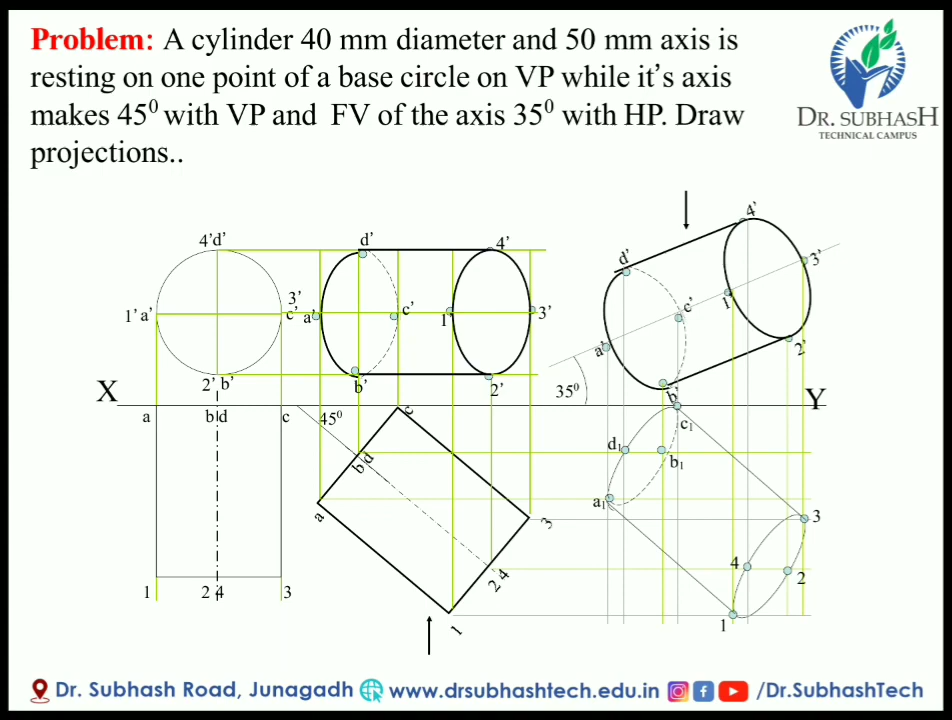 Problem: A cylinder 40 mm diameter and 50 mm axis is
resting on one point of a base circle on VP while it’s axis
makes 45⁰ with VP and FV of the axis 35⁰ with HP. Draw
projections..
DR. SUBHASH
TECHNICAL CAMPUS
4’d’
d’
4’
4’
d’
3’
1’a’
3’
c’
a’
c’
1’
3’
c’
1’
a’
2’
2’ b’
b’
2’
b’
35⁰
X
Y
a
b d
c
45⁰
c
c₁
d₁
b₁
b d
a
a₁
3
3
4
2
2 4
1
2 4
3
1
1
Dr. Subhash Road, Junagadh www.drsubhashtech.edu.in /Dr.SubhashTech